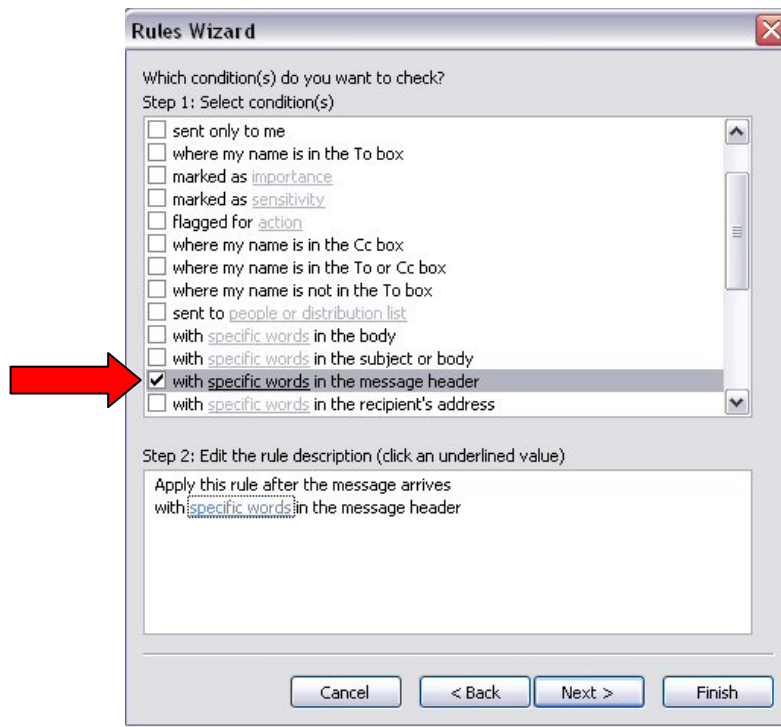 Rules Wizard
Which condition(s) do you want to check?
Step 1: Select condition(s)
sent only to me
where my name is in the To box
marked as importance
marked as sensitivity
flagged for action
where my name is in the Cc box
where my name is in the To or Cc box
where my name is not in the To box
sent to people or distribution list
with specific words in the body
with specific words in the subject or body
with specific words in the message header
with specific words in the recipient's address
Step 2: Edit the rule description (click an underlined value)
Apply this rule after the message arrives
with specific words in the message header
Cancel < Back Next > Finish